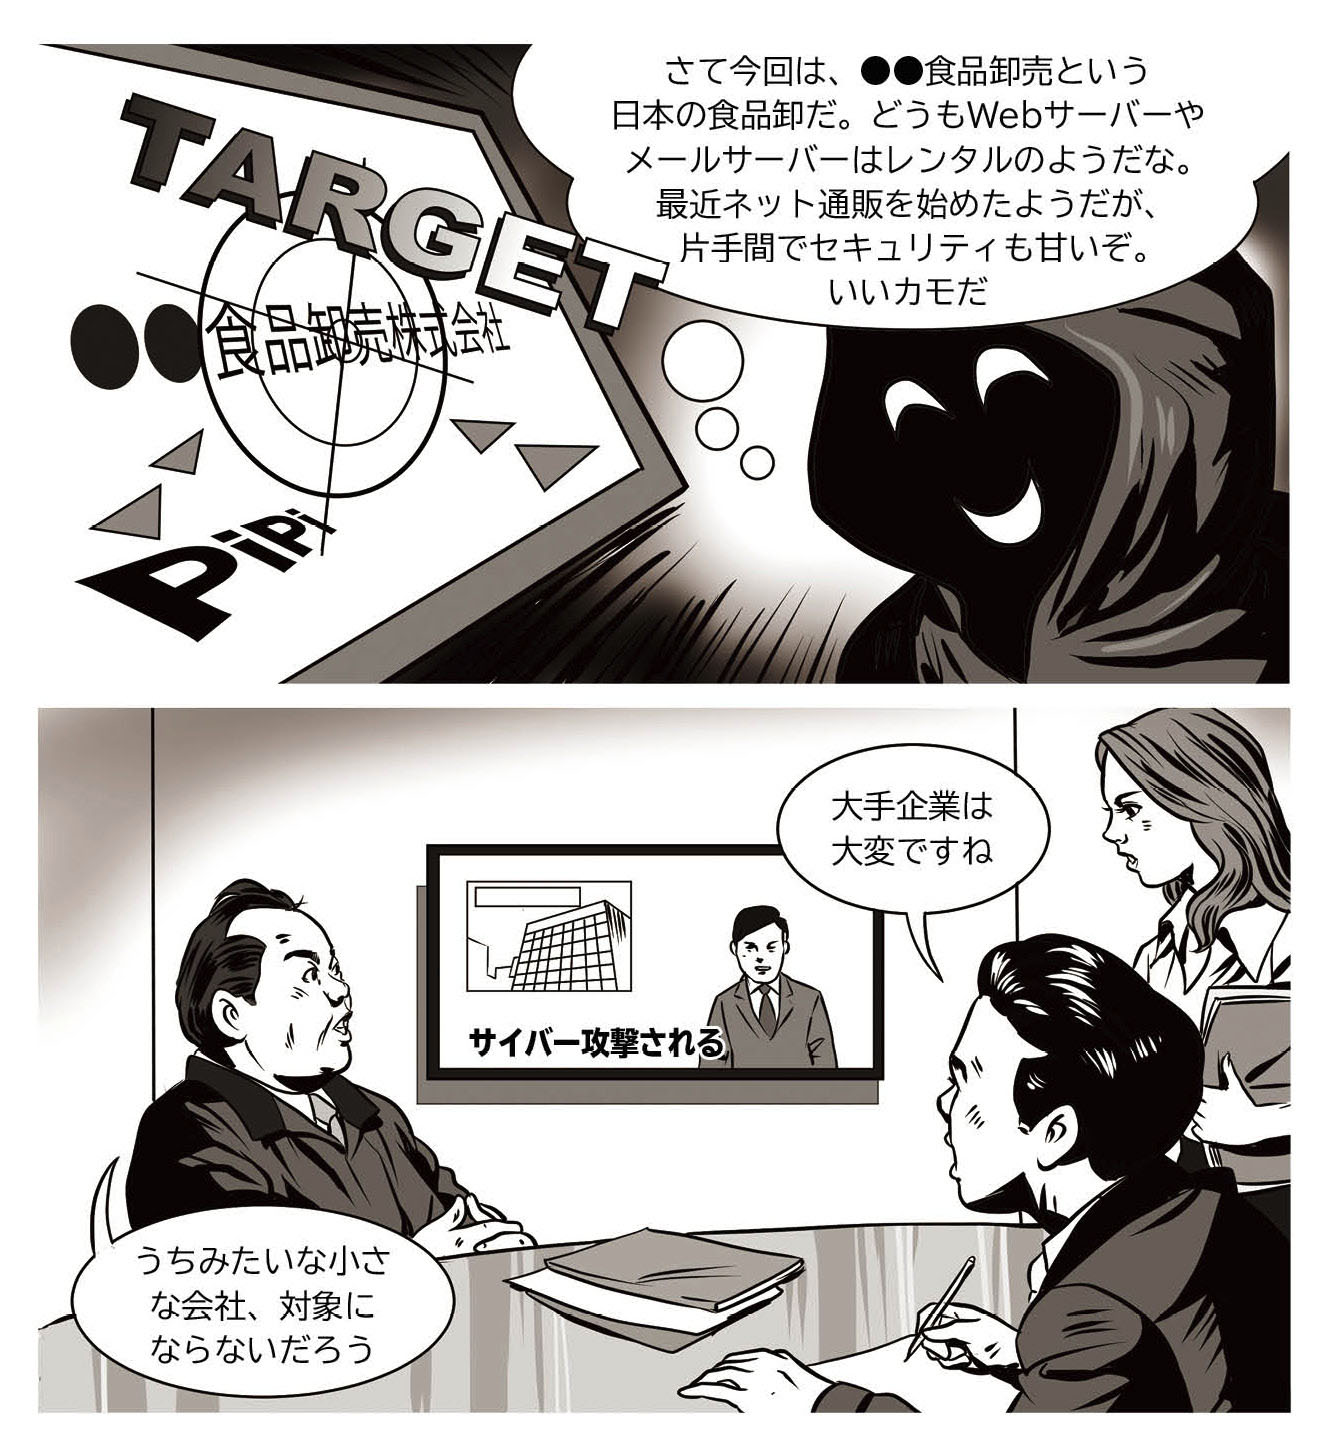 さて今回は、●●食品卸売という
日本の食品卸だ。どうもWebサーバーや
メールサーバーはレンタルのようだな。
最近ネット通販を始めたようだが、
片手間でセキュリティも甘いぞ。
いいカモだ
TARGET
●●食品卸売株式会社
PiPi
大手企業は
大変ですね
サイバー攻撃される
うちみたいな小さ
な会社、対象に
ならないだろう